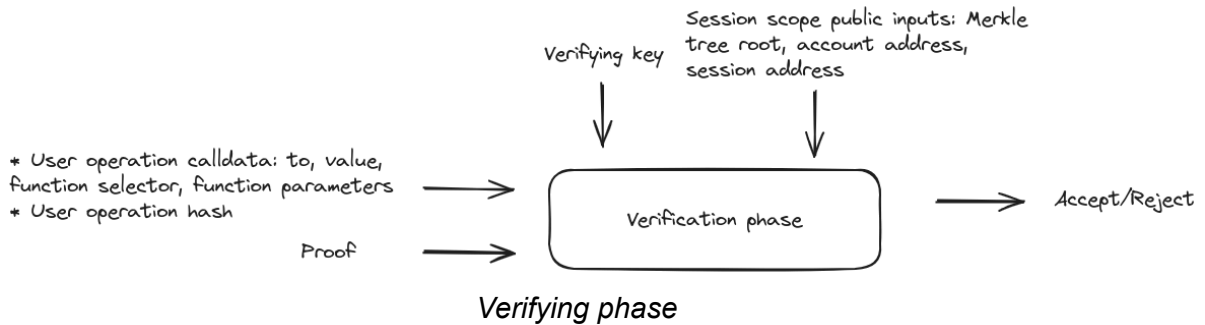 Session scope public inputs: Merkle
tree root, account address,
session address
Verifying key
* User operation calldata: to, value,
function selector, function parameters
* User operation hash
Verification phase
Accept/Reject
Proof
Verifying phase